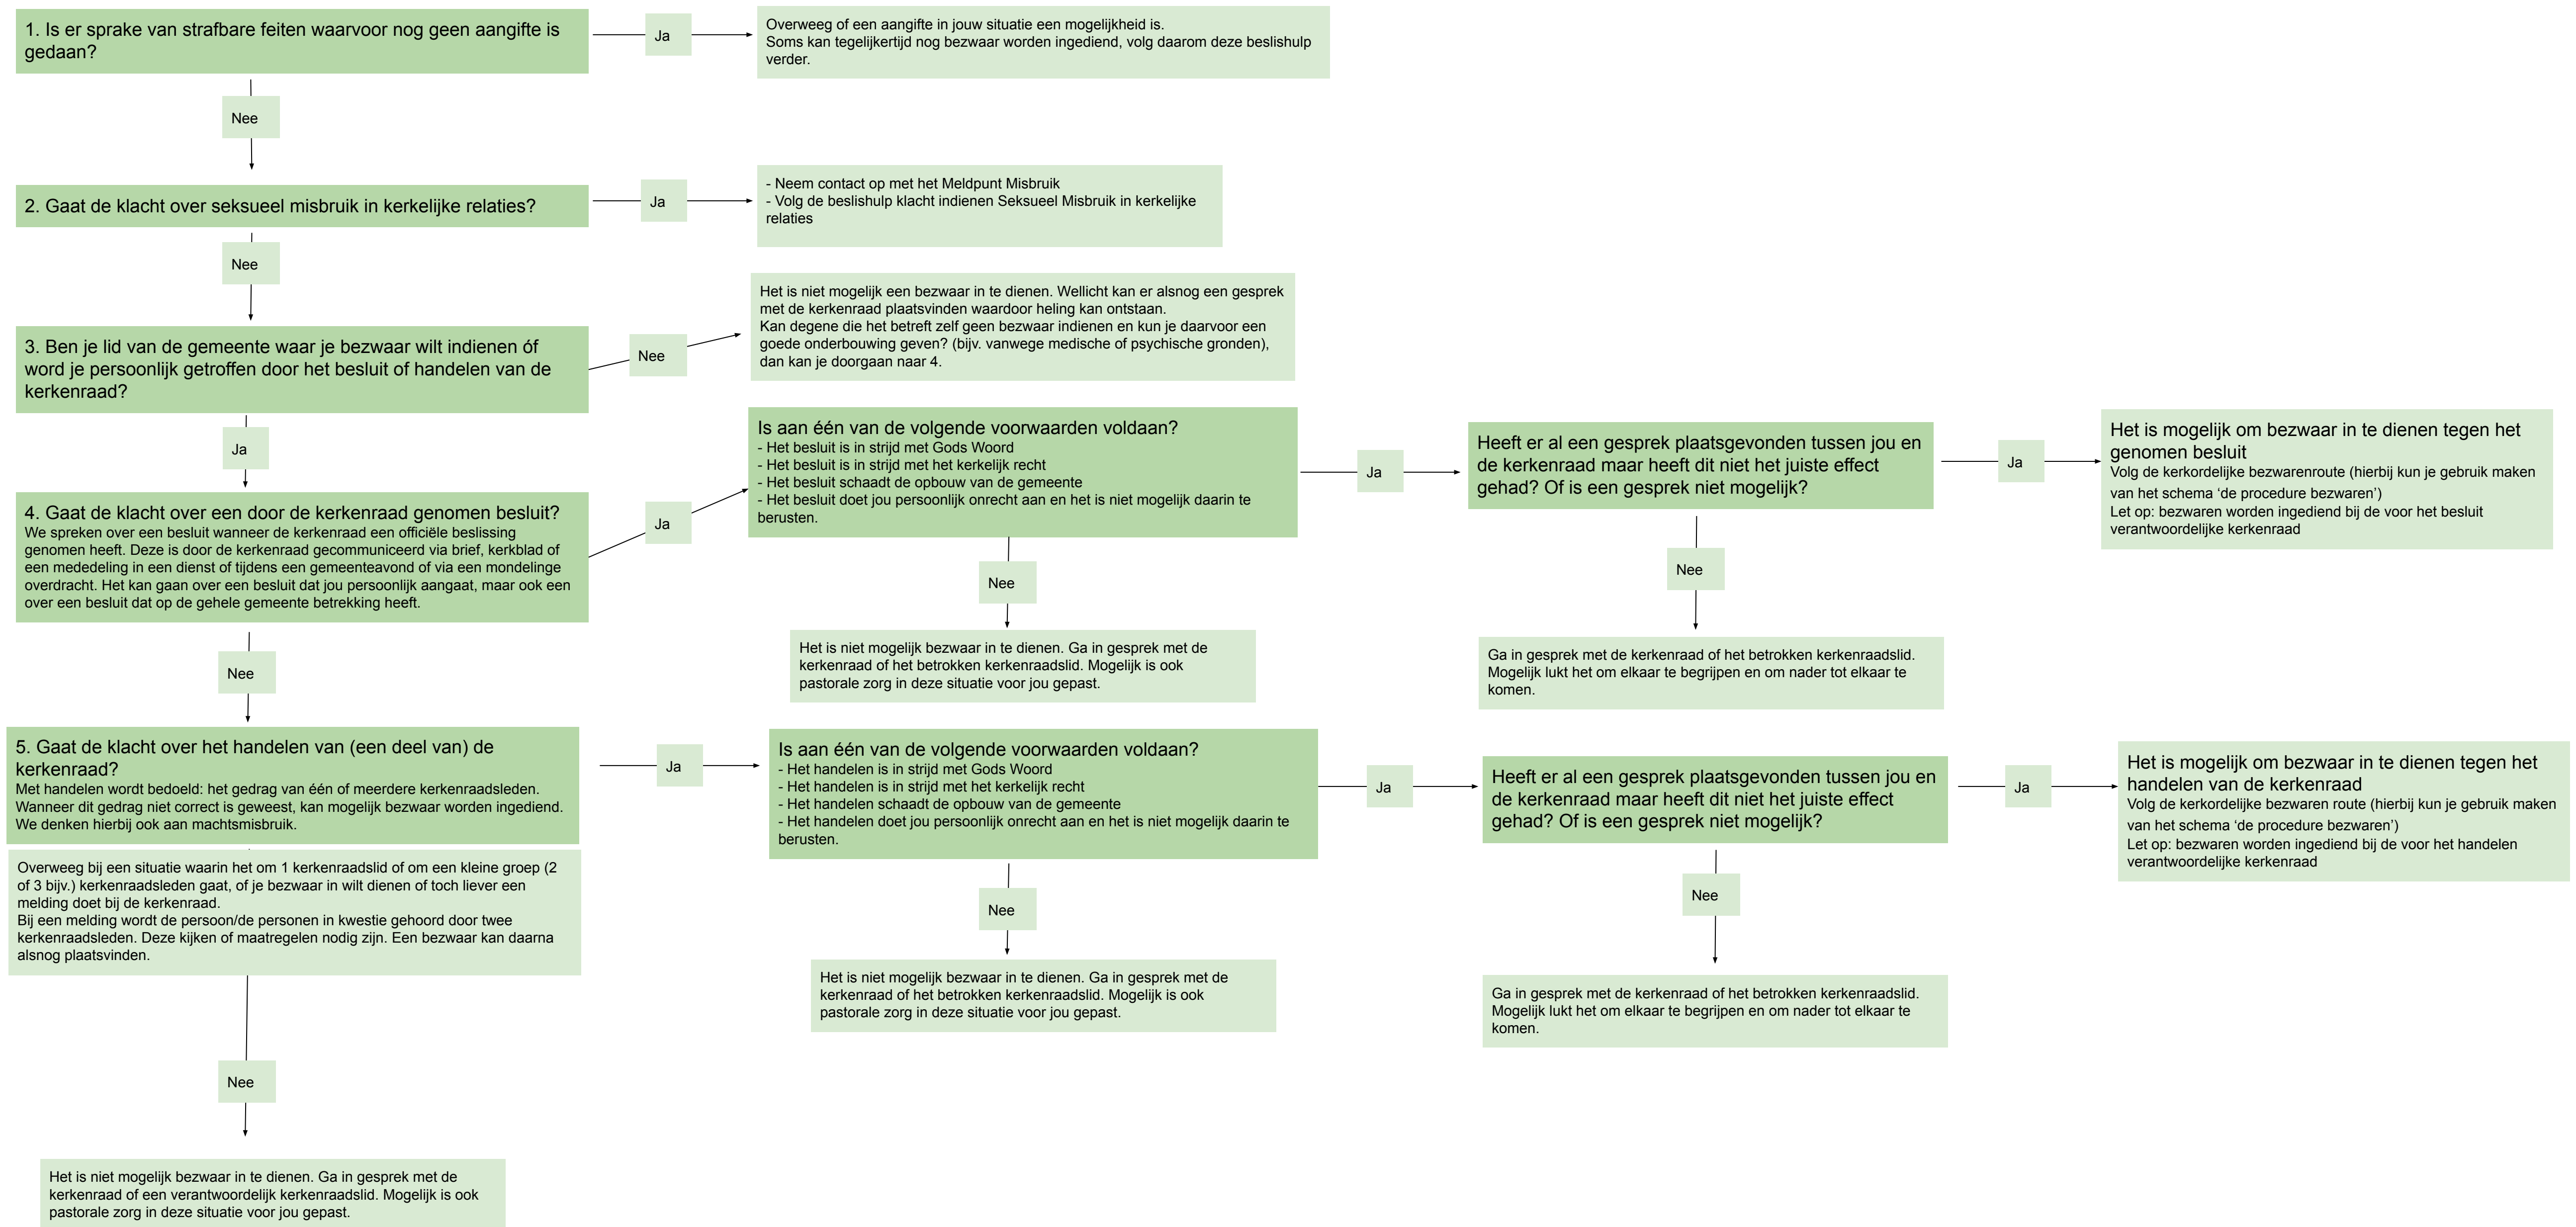 1. Is er sprake van strafbare feiten waarvoor nog geen aangifte is
gedaan?
Ja
Overweeg of een aangifte in jouw situatie een mogelijkheid is.
Soms kan tegelijkertijd nog bezwaar worden ingediend, volg daarom deze beslishulp
verder.
Nee
2. Gaat de klacht over seksueel misbruik in kerkelijke relaties?
Ja
- Neem contact op met het Meldpunt Misbruik
- Volg de beslishulp klacht indienen Seksueel Misbruik in kerkelijke
relaties
Nee
3. Ben je lid van de gemeente waar je bezwaar wilt indienen óf
word je persoonlijk getroffen door het besluit of handelen van de
kerkenraad?
Nee
Het is niet mogelijk een bezwaar in te dienen. Wellicht kan er alsnog een gesprek
met de kerkenraad plaatsvinden waardoor heling kan ontstaan.
Kan degene die het betreft zelf geen bezwaar indienen en kun je daarvoor een
goede onderbouwing geven? (bijv. vanwege medische of psychische gronden),
dan kan je doorgaan naar 4.
Ja
4. Gaat de klacht over een door de kerkenraad genomen besluit?
We spreken over een besluit wanneer de kerkenraad een officiële beslissing
genomen heeft. Deze is door de kerkenraad gecommuniceerd via brief, kerkblad of
een mededeling in een dienst of tijdens een gemeenteavond of via een mondelinge
overdracht. Het kan gaan over een besluit dat jou persoonlijk aangaat, maar ook een
over een besluit dat op de gehele gemeente betrekking heeft.
Ja
Is aan één van de volgende voorwaarden voldaan?
- Het besluit is in strijd met Gods Woord
- Het besluit is in strijd met het kerkelijk recht
- Het besluit schaadt de opbouw van de gemeente
- Het besluit doet jou persoonlijk onrecht aan en het is niet mogelijk daarin te
berusten.
Ja
Heeft er al een gesprek plaatsgevonden tussen jou en
de kerkenraad maar heeft dit niet het juiste effect
gehad? Of is een gesprek niet mogelijk?
Ja
Het is mogelijk om bezwaar in te dienen tegen het
genomen besluit
Volg de kerkordelijke bezwarenroute (hierbij kun je gebruik maken
van het schema ‘de procedure bezwaren’)
Let op: bezwaren worden ingediend bij de voor het besluit
verantwoordelijke kerkenraad
Nee
Het is niet mogelijk bezwaar in te dienen. Ga in gesprek met de
kerkenraad of het betrokken kerkenraadslid. Mogelijk is ook
pastorale zorg in deze situatie voor jou gepast.
Nee
Ga in gesprek met de kerkenraad of het betrokken kerkenraadslid.
Mogelijk lukt het om elkaar te begrijpen en om nader tot elkaar te
komen.
Nee
5. Gaat de klacht over het handelen van (een deel van) de
kerkenraad?
Met handelen wordt bedoeld: het gedrag van één of meerdere kerkenraadsleden.
Wanneer dit gedrag niet correct is geweest, kan mogelijk bezwaar worden ingediend.
We denken hierbij ook aan machtsmisbruik.
Overweeg bij een situatie waarin het om 1 kerkenraadslid of om een kleine groep (2
of 3 bijv.) kerkenraadsleden gaat, of je bezwaar in wilt dienen of toch liever een
melding doet bij de kerkenraad.
Bij een melding wordt de persoon/de personen in kwestie gehoord door twee
kerkenraadsleden. Deze kijken of maatregelen nodig zijn. Een bezwaar kan daarna
alsnog plaatsvinden.
Ja
Is aan één van de volgende voorwaarden voldaan?
- Het handelen is in strijd met Gods Woord
- Het handelen is in strijd met het kerkelijk recht
- Het handelen schaadt de opbouw van de gemeente
- Het handelen doet jou persoonlijk onrecht aan en het is niet mogelijk daarin te
berusten.
Ja
Heeft er al een gesprek plaatsgevonden tussen jou en
de kerkenraad maar heeft dit niet het juiste effect
gehad? Of is een gesprek niet mogelijk?
Ja
Het is mogelijk om bezwaar in te dienen tegen het
handelen van de kerkenraad
Volg de kerkordelijke bezwaren route (hierbij kun je gebruik maken
van het schema ‘de procedure bezwaren’)
Let op: bezwaren worden ingediend bij de voor het handelen
verantwoordelijke kerkenraad
Nee
Het is niet mogelijk bezwaar in te dienen. Ga in gesprek met de
kerkenraad of het betrokken kerkenraadslid. Mogelijk is ook
pastorale zorg in deze situatie voor jou gepast.
Nee
Ga in gesprek met de kerkenraad of het betrokken kerkenraadslid.
Mogelijk lukt het om elkaar te begrijpen en om nader tot elkaar te
komen.
Nee
Het is niet mogelijk bezwaar in te dienen. Ga in gesprek met de
kerkenraad of een verantwoordelijk kerkenraadslid. Mogelijk is ook
pastorale zorg in deze situatie voor jou gepast.